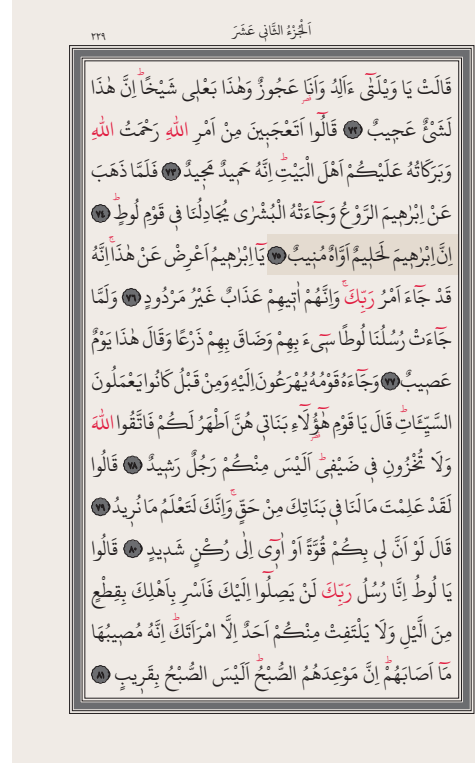 اَلْجُزْءُ الثَّانٖى عَشَرَ
٢٢٩
قَالَتْ يَا وَيْلَتٰٓى ءَاَلِدُ وَاَنَا۬ عَجُوزٌ وَهٰذَا بَعْلٖى شَيْخًاؕ اِنَّ هٰذَا
لَشَیْءٌ عَجٖيبٌ ﴿٧٢﴾ قَالُٓوا اَتَعْجَبٖينَ مِنْ اَمْرِ اللّٰهِ رَحْمَتُ اللّٰهِ
وَبَرَكَاتُهُ عَلَيْكُمْ اَهْلَ الْبَيْتِؕ اِنَّهُ حَمٖيدٌ مَجٖيدٌ ﴿٧٣﴾ فَلَمَّا ذَهَبَ
عَنْ اِبْرٰهٖيمَ الرَّوْعُ وَجَٓاءَتْهُ الْبُشْرٰى يُجَادِلُنَا فٖى قَوْمِ لُوطٍؕ ﴿٧٤﴾
اِنَّ اِبْرٰهٖيمَ لَحَلٖيمٌ اَوَّاهٌ مُنٖيبٌ ﴿٧٥﴾ يَٓا اِبْرٰهٖيمُ اَعْرِضْ عَنْ هٰذَاۚ اِنَّهُ
قَدْ جَٓاءَ اَمْرُ رَبِّكَۚ وَاِنَّهُمْ اٰتٖيهِمْ عَذَابٌ غَيْرُ مَرْدُودٍ ﴿٧٦﴾ وَلَمَّا
جَٓاءَتْ رُسُلُنَا لُوطًا سٖٓىءَ بِهِمْ وَضَاقَ بِهِمْ ذَرْعًا وَقَالَ هٰذَا يَوْمٌ
عَصٖيبٌ ﴿٧٧﴾ وَجَٓاءَهُ قَوْمُهُ يُهْرَعُونَ اِلَيْهِ وَمِنْ قَبْلُ كَانُوا يَعْمَلُونَ
السَّيِّـَٔاتِؕ قَالَ يَا قَوْمِ هٰٓؤُ۬لَٓاءِ بَنَاتٖى هُنَّ اَطْهَرُ لَكُمْ فَاتَّقُوا اللّٰهَ
وَلَا تُخْزُونِ فٖى ضَيْفٖىؕ اَلَيْسَ مِنْكُمْ رَجُلٌ رَشٖيدٌ ﴿٧٨﴾ قَالُوا
لَقَدْ عَلِمْتَ مَا لَنَا فٖى بَنَاتِكَ مِنْ حَقٍّۚ وَاِنَّكَ لَتَعْلَمُ مَا نُرٖيدُ ﴿٧٩﴾
قَالَ لَوْ اَنَّ لٖى بِكُمْ قُوَّةً اَوْ اٰوٖٓى اِلٰى رُكْنٍ شَدٖيدٍ ﴿٨٠﴾ قَالُوا
يَا لُوطُ اِنَّا رُسُلُ رَبِّكَ لَنْ يَصِلُٓوا اِلَيْكَ فَاَسْرِ بِاَهْلِكَ بِقِطْعٍ
مِنَ الَّيْلِ وَلَا يَلْتَفِتْ مِنْكُمْ اَحَدٌ اِلَّا امْرَاَتَكَؕ اِنَّهُ مُصٖيبُهَا
مَٓا اَصَابَهُمْؕ اِنَّ مَوْعِدَهُمُ الصُّبْحُؕ اَلَيْسَ الصُّبْحُ بِقَرٖيبٍ ﴿٨١﴾